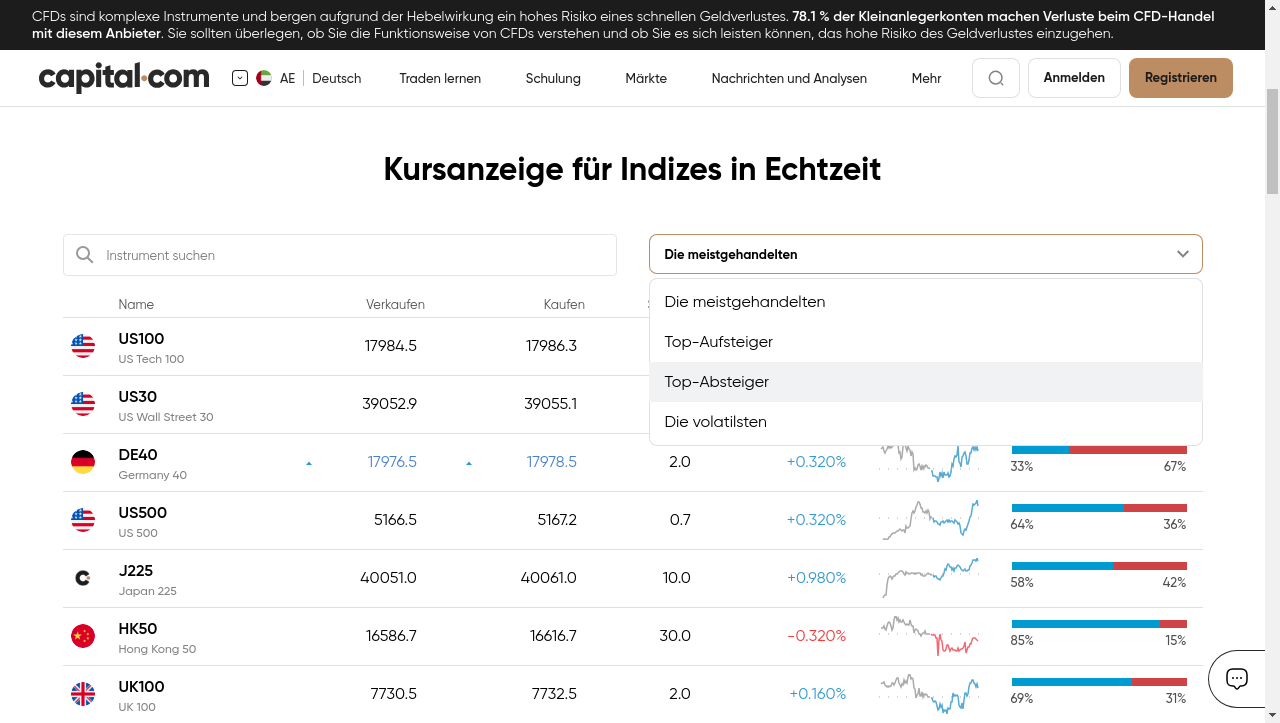 CFDs sind komplexe Instrumente und bergen aufgrund der Hebelwirkung ein hohes Risiko eines schnellen Geldverlustes. 78.1 % der Kleinanlegerkonten machen Verluste beim CFD-Handel
mit diesem Anbieter. Sie sollten überlegen, ob Sie die Funktionsweise von CFDs verstehen und ob Sie es sich leisten können, das hohe Risiko des Geldverlustes einzugehen.
capital.com AE Deutsch Traden lernen Schulung Märkte Nachrichten und Analysen Mehr Anmelden Registrieren
Kursanzeige für Indizes in Echtzeit
Instrument suchen Die meistgehandelten
Die meistgehandelten
Top-Aufsteiger
Top-Absteiger
Die volatilsten
Name Verkaufen Kaufen
US100 17984.5 17986.3
US Tech 100
US30 39052.9 39055.1
US Wall Street 30
DE40 17976.5 17978.5 2.0 +0.320%
Germany 40 33% 67%
US500 5166.5 5167.2 0.7 +0.320%
US 500 64% 36%
J225 40051.0 40061.0 10.0 +0.980%
Japan 225 58% 42%
HK50 16586.7 16616.7 30.0 -0.320%
Hong Kong 50 85% 15%
UK100 7730.5 7732.5 2.0 +0.160%
UK 100 69% 31%